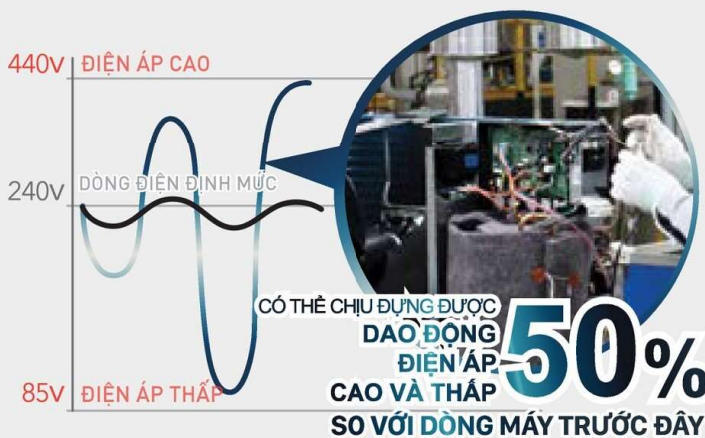 440V ĐIỆN ÁP CAO
DÒNG ĐIỆN ĐỊNH MỨC
240V
CÓ THỂ CHỊU ĐỰNG ĐƯỢC
DAO ĐỘNG
ĐIỆN ÁP
CAO VÀ THẤP
50%
85V ĐIỆN ÁP THẤP
SO VỚI DÒNG MÁY TRƯỚC ĐÂY